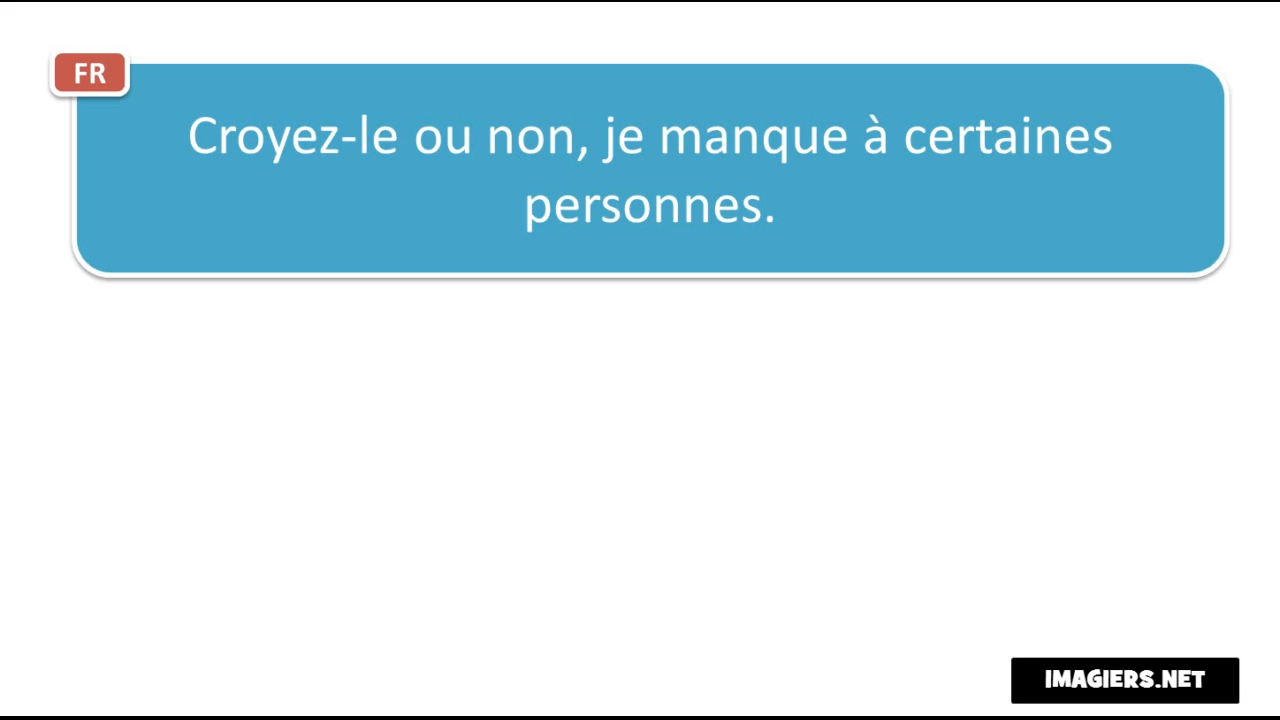 FR
Croyez-le ou non, je manque à certaines
personnes.
IMAGIERS.NET